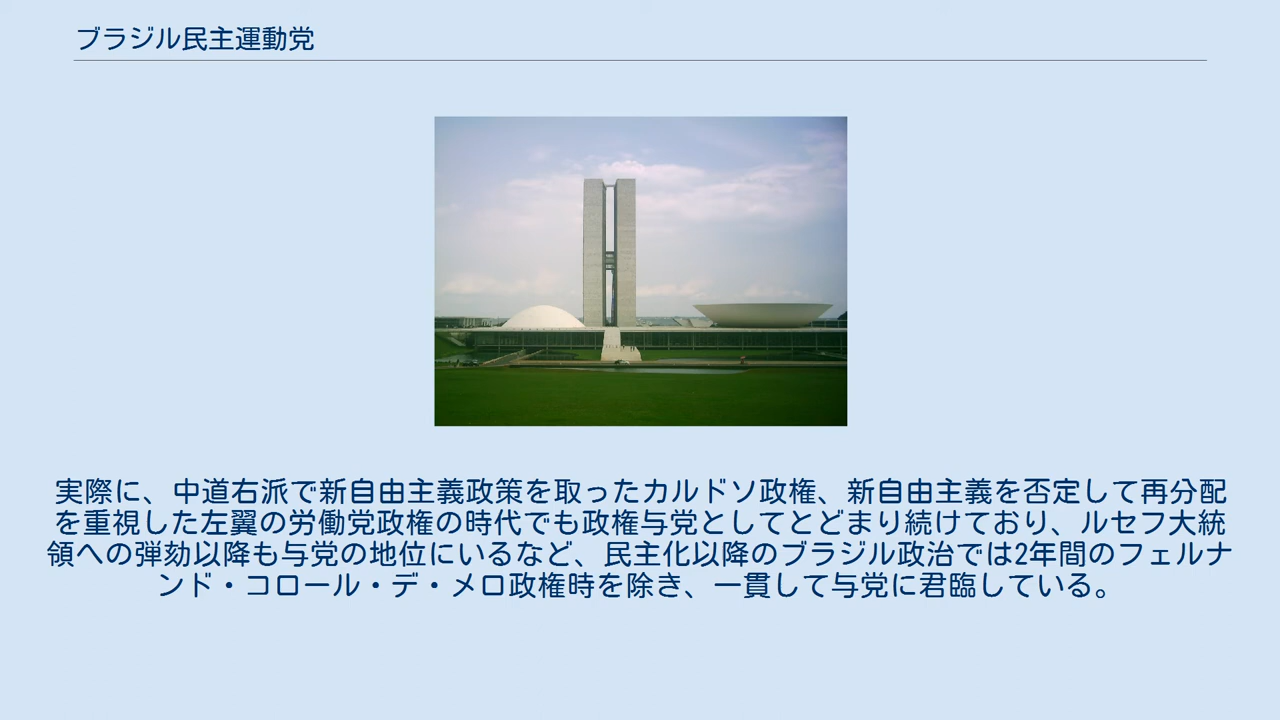 ブラジル民主運動党
実際に、中道右派で新自由主義政策を取ったカルドソ政権、新自由主義を否定して再分配
を重視した左翼の労働党政権の時代でも政権与党としてとどまり続けており、ルセフ大統
領への弾劾以降も与党の地位にいるなど、民主化以降のブラジル政治では2年間のフェルナ
ンド・コロール・デ・メロ政権時を除き、一貫して与党に君臨している。